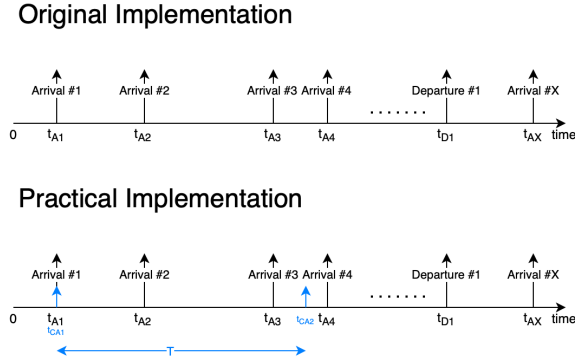 Original Implementation
Arrival #1 Arrival #2 Arrival #3 Arrival #4 ....... Departure #1 Arrival #X
0 tA1 tA2 tA3 tA4 tD1 tAX time
Practical Implementation
Arrival #1 Arrival #2 Arrival #3 Arrival #4 ....... Departure #1 Arrival #X
0 tA1 tA2 tA3 tCA2 tA4 tD1 tAX time
tCA1
T